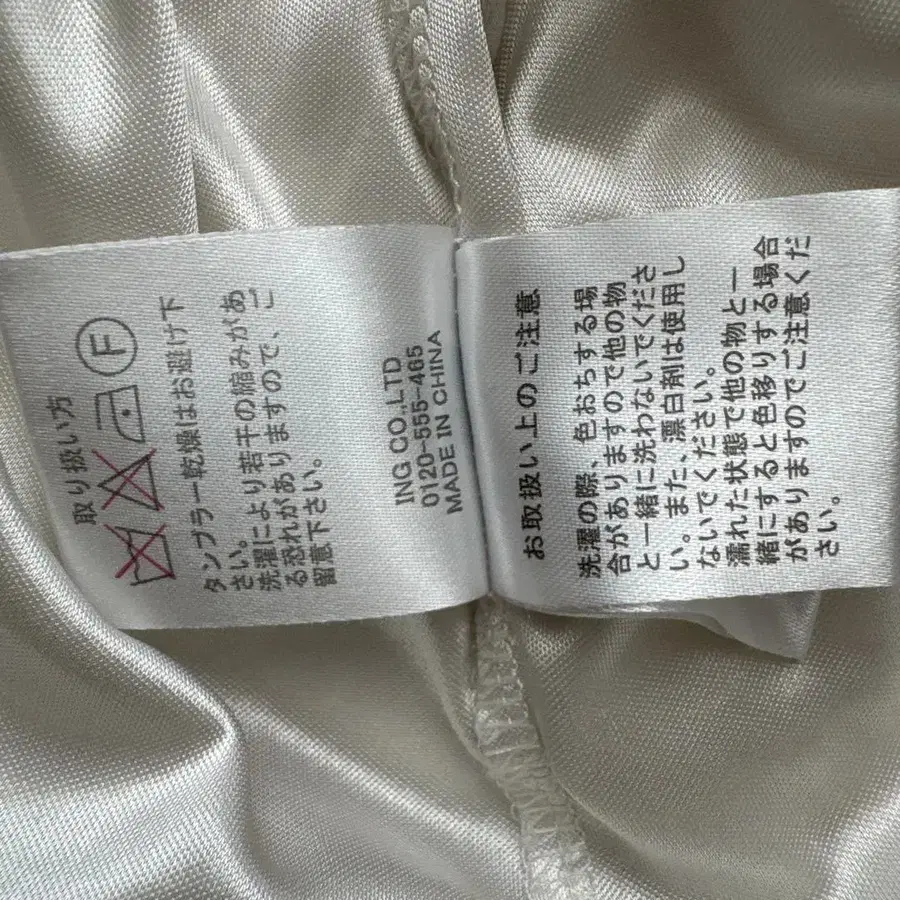 取り扱い方
F
タンブラー乾燥はお避け下
さい。
洗濯により若干の縮みがあ
る恐れがありますので、ご
留意下さい。
ING CO.,LTD
0120-555-465
MADE IN CHINA
お取扱い上のご注意
洗濯の際、色おちする場
合がありますので他の物
と一緒に洗わないでくださ
い。また、漂白剤は使用し
ないでください。
濡れた状態で他の物と一
緒にすると色移りする場合
がありますのでご注意くだ
さい。